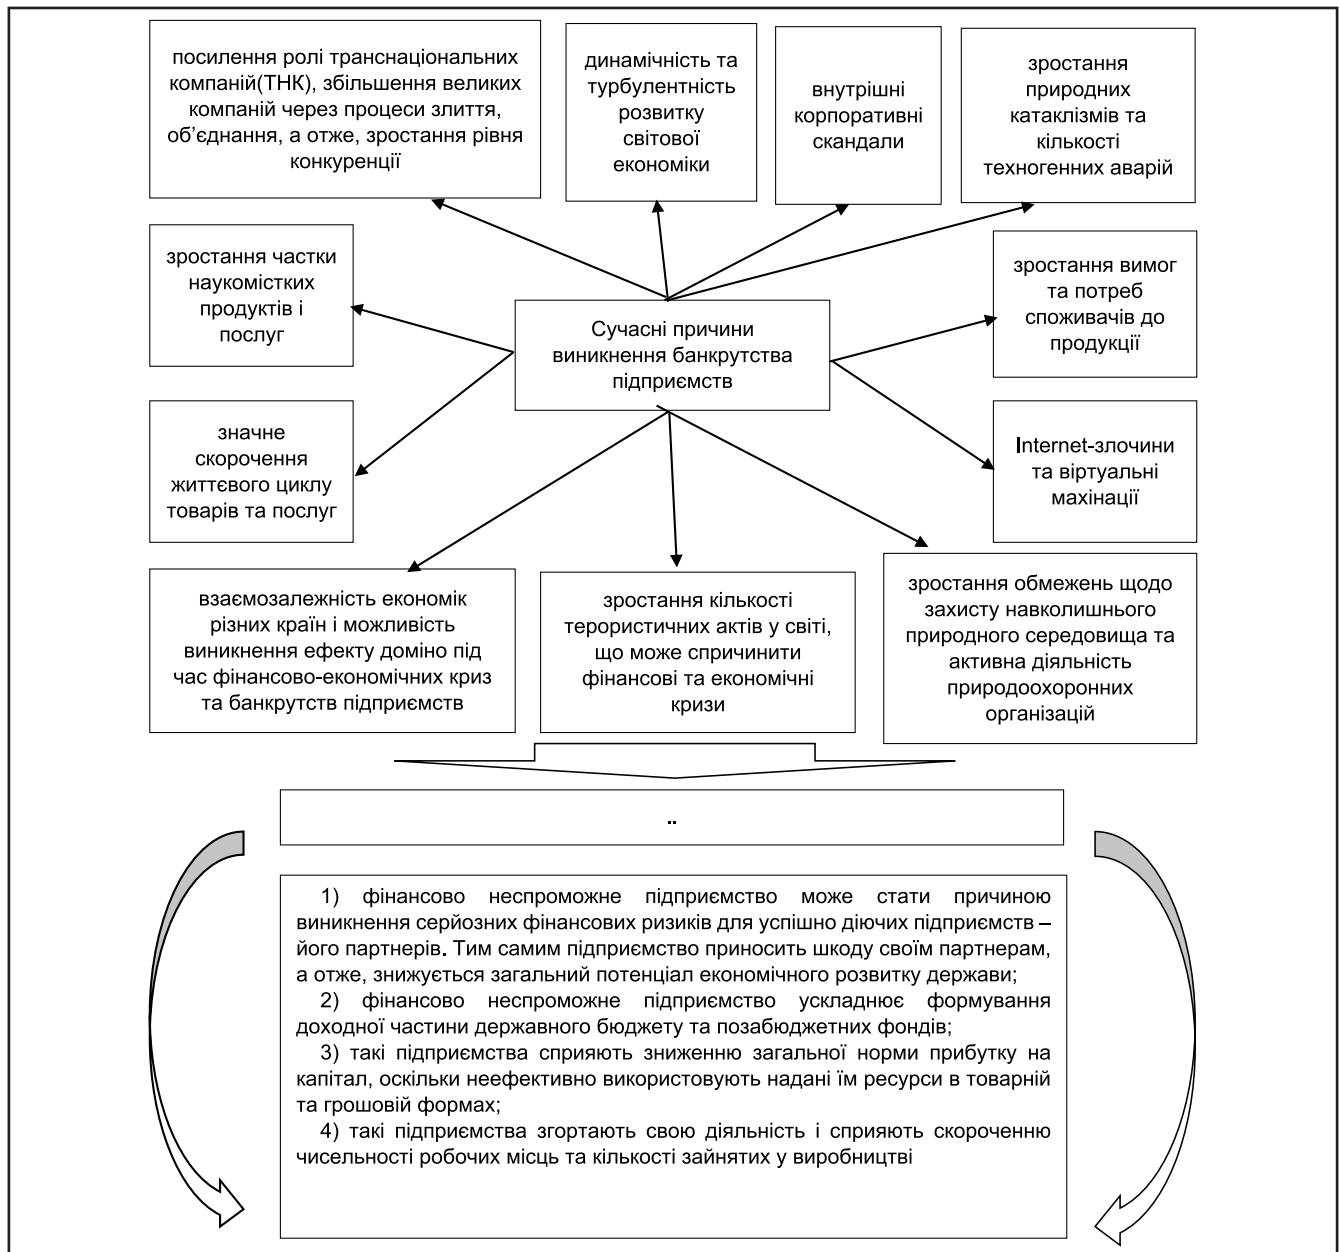 посилення ролі транснаціональних
компаній(ТНК), збільшення великих
компаній через процеси злиття,
об’єднання, а отже, зростання рівня
конкуренції
динамічність та
турбулентність
розвитку
світової
економіки
внутрішні
корпоративні
скандали
зростання
природних
катаклізмів та
кількості
техногенних аварій
зростання частки
наукомістких
продуктів і
послуг
Сучасні причини
виникнення банкрутства
підприємств
зростання вимог
та потреб
споживачів до
продукції
значне
скорочення
життєвого циклу
товарів та послуг
Internet-злочини
та віртуальні
махінації
взаємозалежність економік
різних країн і можливість
виникнення ефекту доміно під
час фінансово-економічних криз
та банкрутств підприємств
зростання кількості
терористичних актів у світі,
що може спричинити
фінансові та економічні
кризи
зростання обмежень щодо
захисту навколишнього
природного середовища та
активна діяльність
природоохоронних
організацій
..
1) фінансово неспроможне підприємство може стати причиною
виникнення серйозних фінансових ризиків для успішно діючих підприємств –
його партнерів. Тим самим підприємство приносить шкоду своїм партнерам,
а отже, знижується загальний потенціал економічного розвитку держави;
2) фінансово неспроможне підприємство ускладнює формування
доходної частини державного бюджету та позабюджетних фондів;
3) такі підприємства сприяють зниженню загальної норми прибутку на
капітал, оскільки неефективно використовують надані їм ресурси в товарній
та грошовій формах;
4) такі підприємства згортають свою діяльність і сприяють скороченню
чисельності робочих місць та кількості зайнятих у виробництві